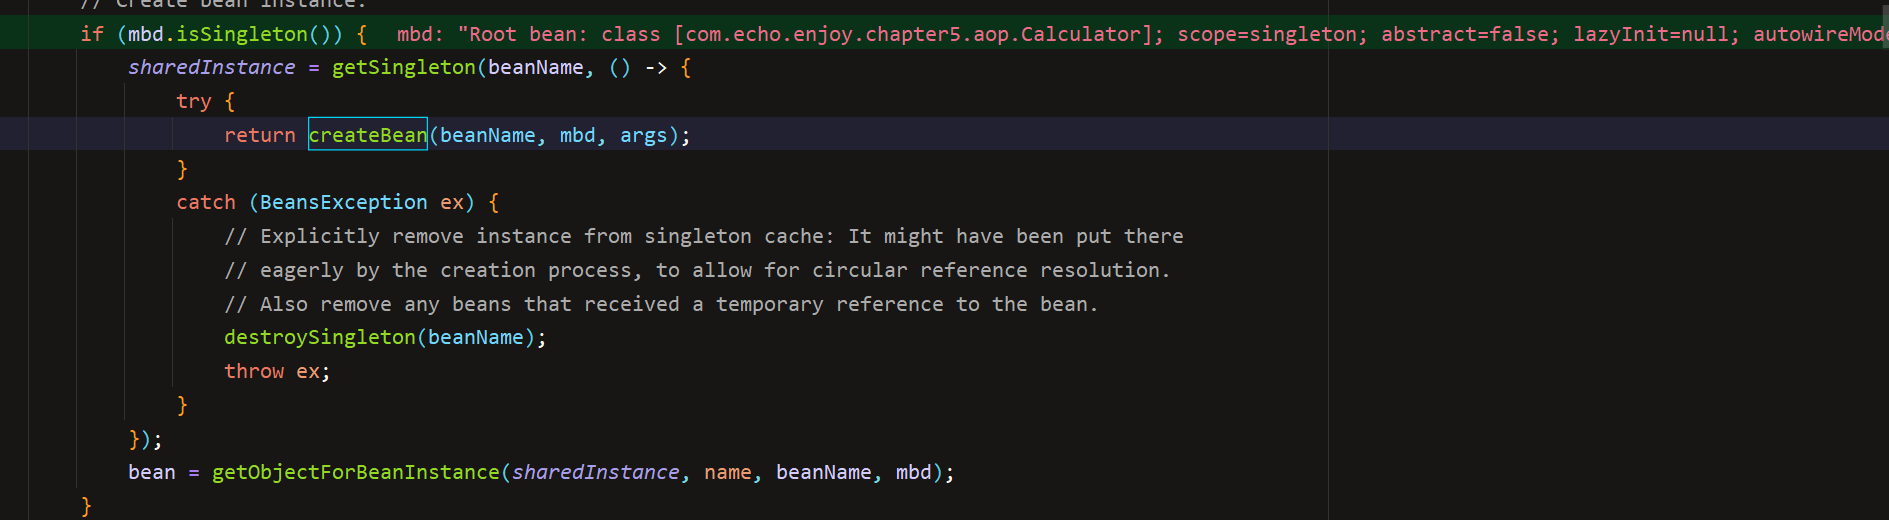 // Create bean instance.
if (mbd.isSingleton()) {  mbd: "Root bean: class [com.echo.enjoy.chapter5.aop.Calculator]; scope=singleton; abstract=false; lazyInit=null; autowireMode
sharedInstance = getSingleton(beanName, () -> {
try {
return createBean(beanName, mbd, args);
}
catch (BeansException ex) {
// Explicitly remove instance from singleton cache: It might have been put there
// eagerly by the creation process, to allow for circular reference resolution.
// Also remove any beans that received a temporary reference to the bean.
destroySingleton(beanName);
throw ex;
}
});
bean = getObjectForBeanInstance(sharedInstance, name, beanName, mbd);
}